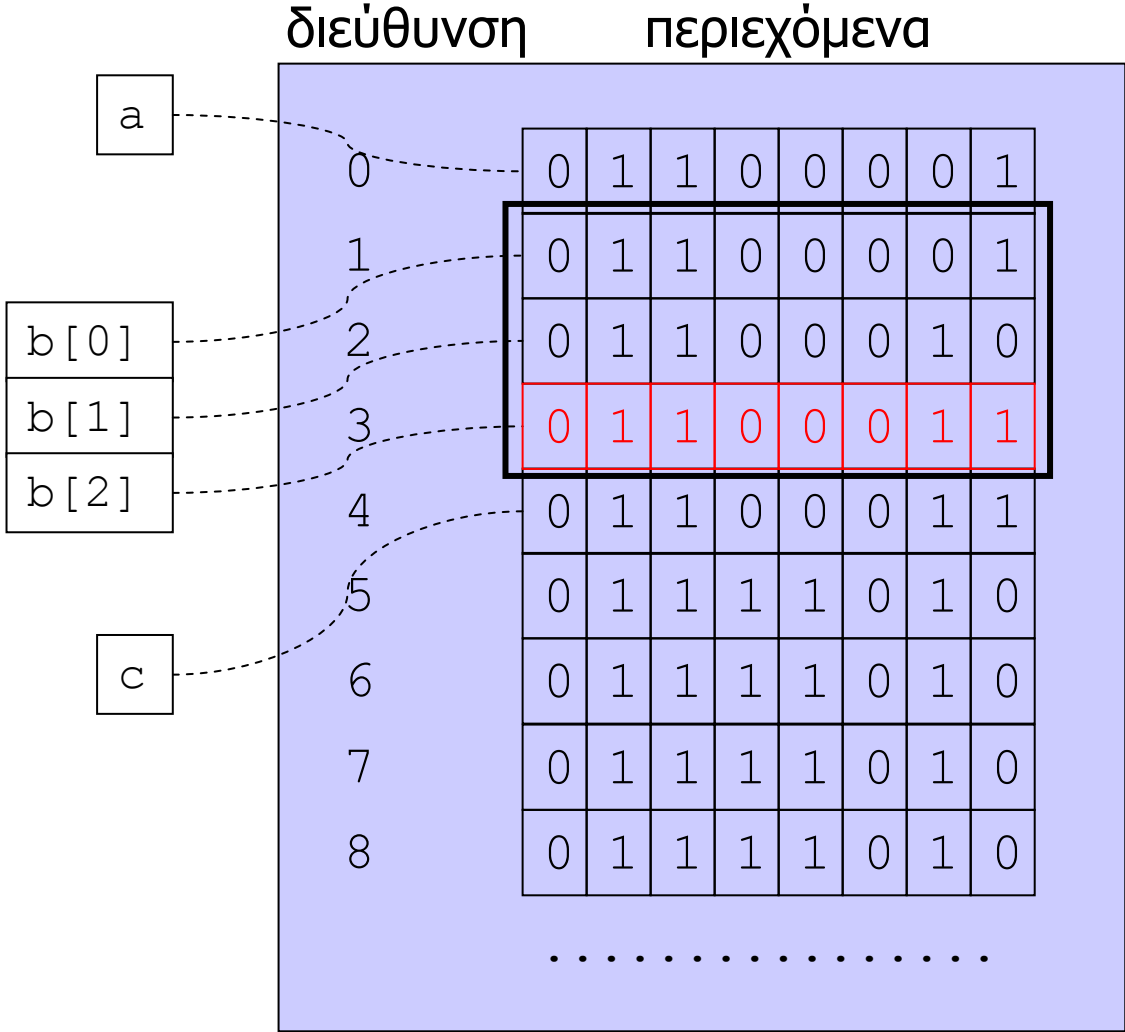 διεύθυνση περιεχόμενα
a
0 0 1 1 0 0 0 0 1
1 0 1 1 0 0 0 0 1
b[0]
2 0 1 1 0 0 0 1 0
b[1]
3 0 1 1 0 0 0 1 1
b[2]
4 0 1 1 0 0 0 1 1
5 0 1 1 1 1 0 1 0
c
6 0 1 1 1 1 0 1 0
7 0 1 1 1 1 0 1 0
8 0 1 1 1 1 0 1 0
. . . . . . . . . . . . . . . .